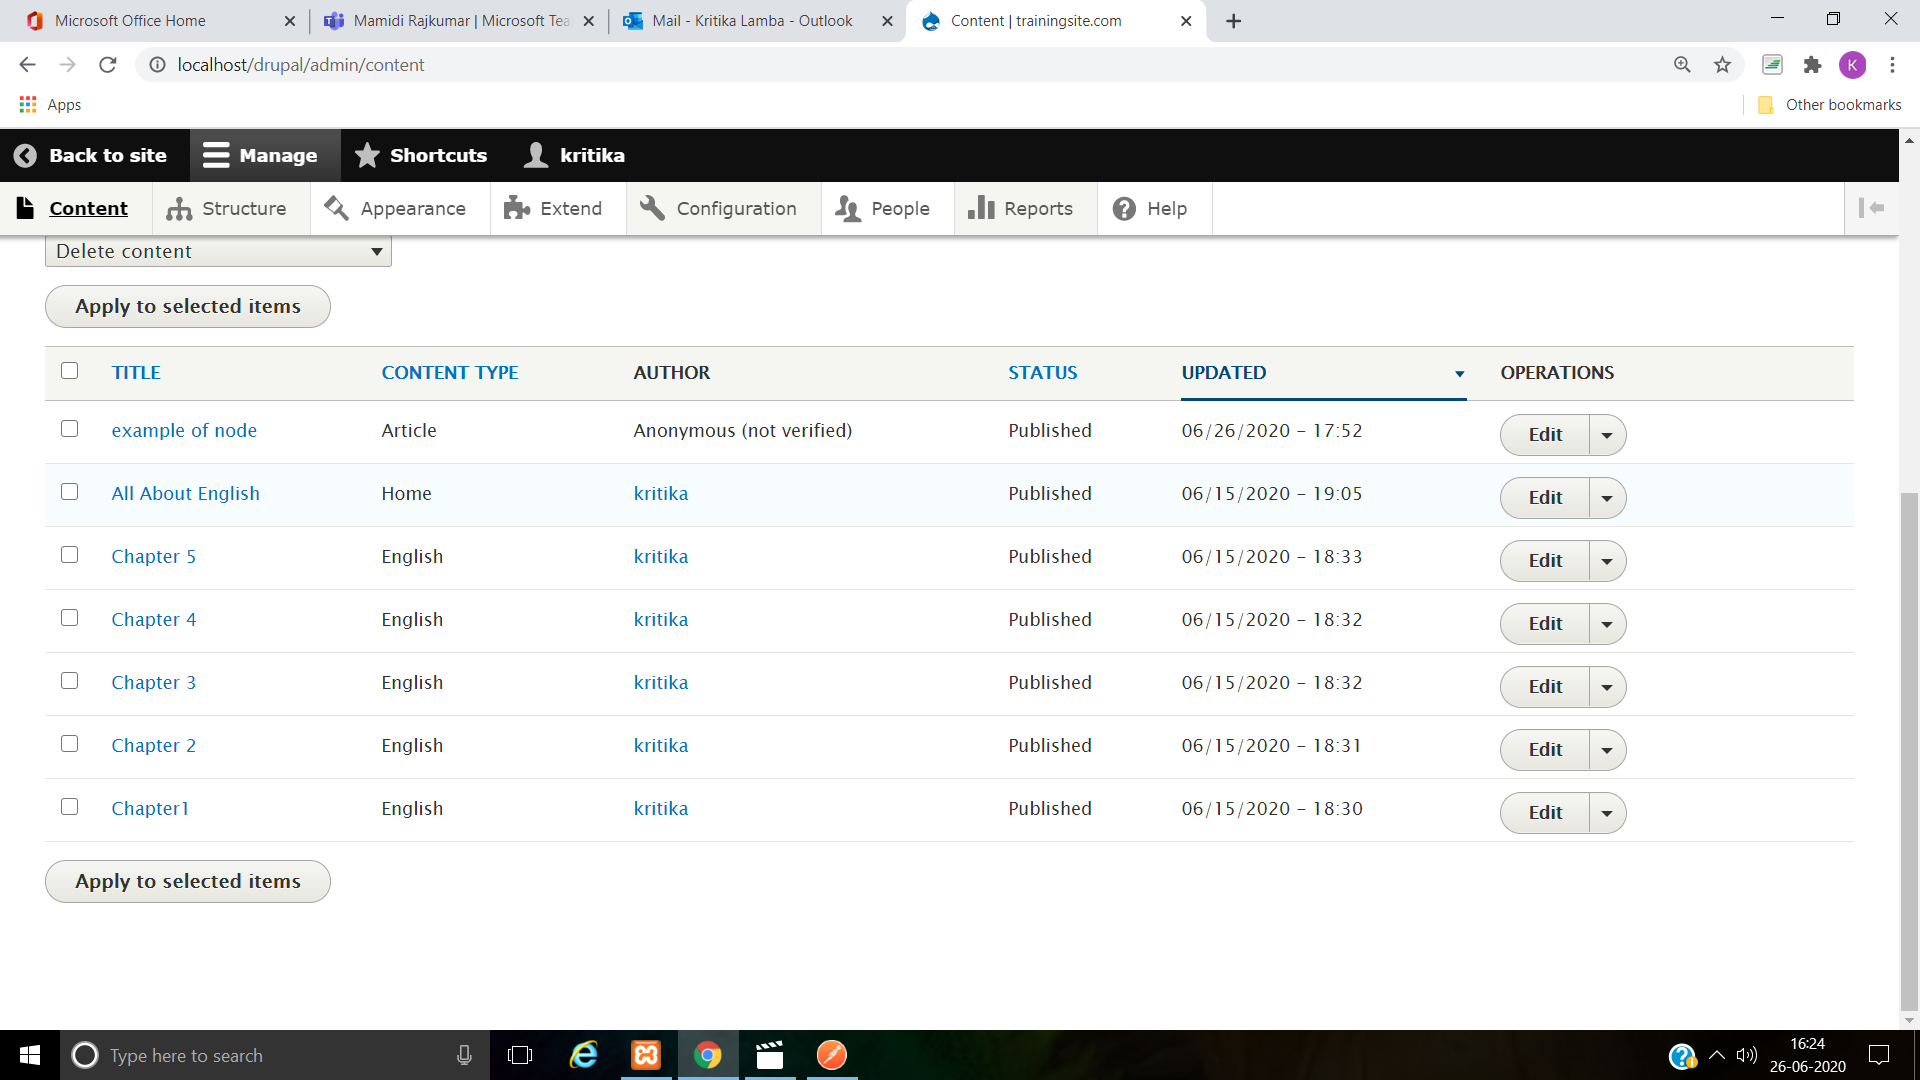 Microsoft Office Home
Mamidi Rajkumar | Microsoft Tea
Mail - Kritika Lamba - Outlook
Content | trainingsite.com
localhost/drupal/admin/content
K
Apps
Other bookmarks
Back to site
Manage
Shortcuts
kritika
Content
Structure
Appearance
Extend
Configuration
People
Reports
Help
Delete content
Apply to selected items
TITLE CONTENT TYPE AUTHOR STATUS UPDATED OPERATIONS
example of node Article Anonymous (not verified) Published 06/26/2020 - 17:52 Edit
All About English Home kritika Published 06/15/2020 - 19:05 Edit
Chapter 5 English kritika Published 06/15/2020 - 18:33 Edit
Chapter 4 English kritika Published 06/15/2020 - 18:32 Edit
Chapter 3 English kritika Published 06/15/2020 - 18:32 Edit
Chapter 2 English kritika Published 06/15/2020 - 18:31 Edit
Chapter1 English kritika Published 06/15/2020 - 18:30 Edit
Apply to selected items
Type here to search
16:24
26-06-2020